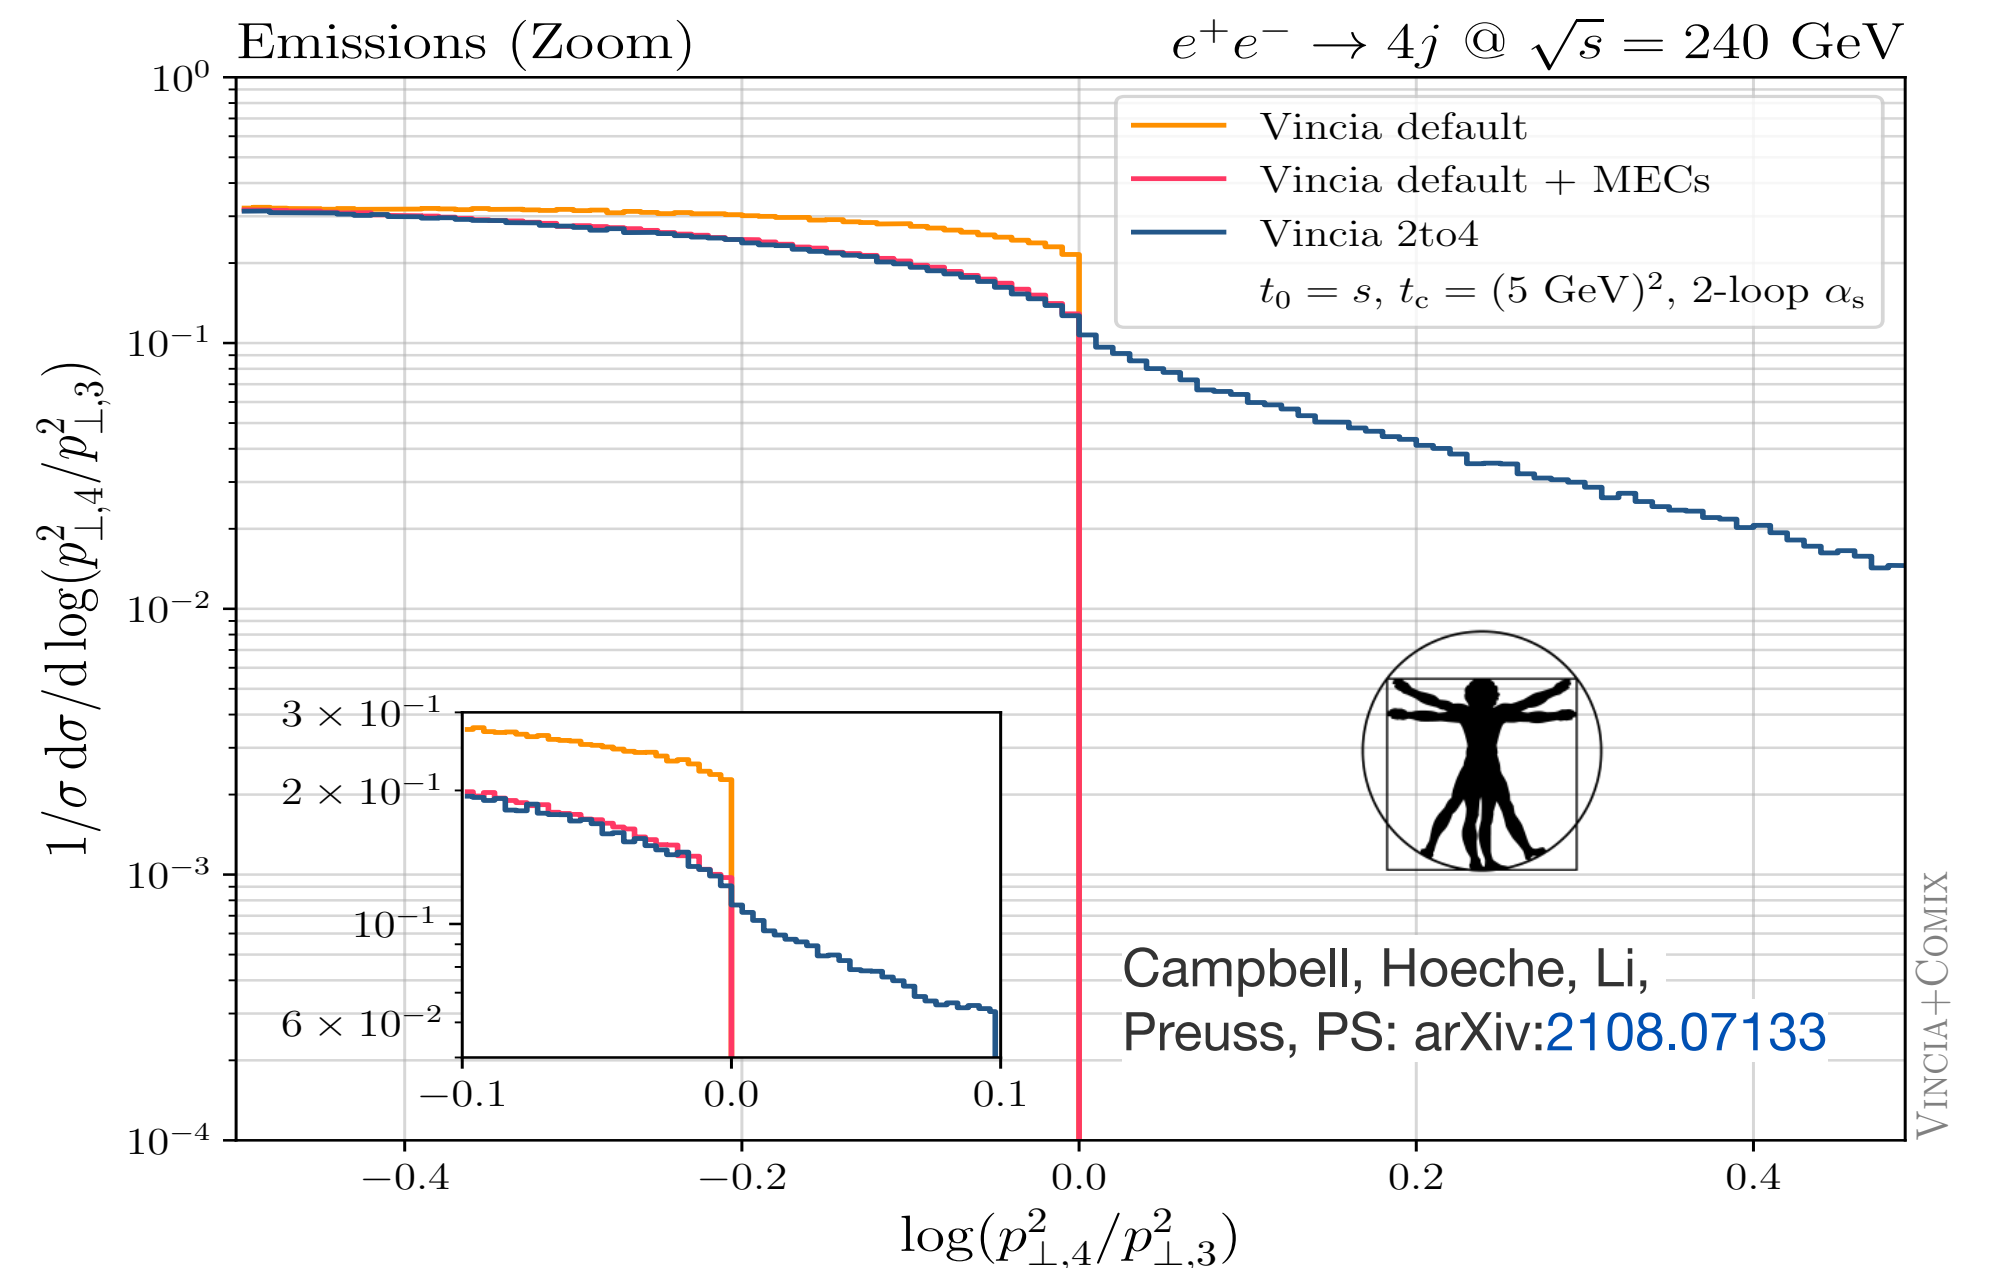 Emissions (Zoom)
e⁺e⁻ → 4j @ √s = 240 GeV
Vincia default
Vincia default + MECs
Vincia 2to4
t₀ = s, t_c = (5 GeV)², 2-loop α_s
1/σ dσ/d log(p²_⊥,4/p²_⊥,3)
10⁰
10⁻¹
10⁻²
10⁻³
10⁻⁴
3 × 10⁻¹
2 × 10⁻¹
10⁻¹
6 × 10⁻²
−0.1 0.0 0.1
Campbell, Hoeche, Li,
Preuss, PS: arXiv:2108.07133
VINCIA+COMIX
−0.4 −0.2 0.0 0.2 0.4
log(p²_⊥,4/p²_⊥,3)